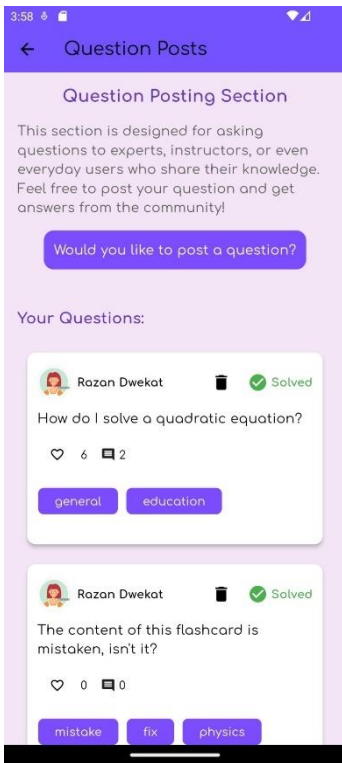 3:58
Question Posts
Question Posting Section
This section is designed for asking
questions to experts, instructors, or even
everyday users who share their knowledge.
Feel free to post your question and get
answers from the community!
Would you like to post a question?
Your Questions:
Razan Dwekat Solved
How do I solve a quadratic equation?
6 2
general education
Razan Dwekat Solved
The content of this flashcard is
mistaken, isn't it?
0 0
mistake fix physics